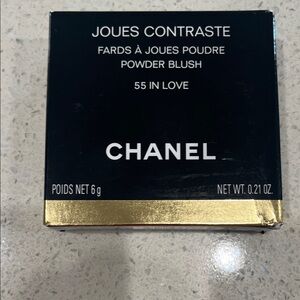 JOUES CONTRASTE
FARDS À JOUES POUDRE
POWDER BLUSH
55 IN LOVE
CHANEL
POIDS NET 6 g NET WT. 0.21 OZ.